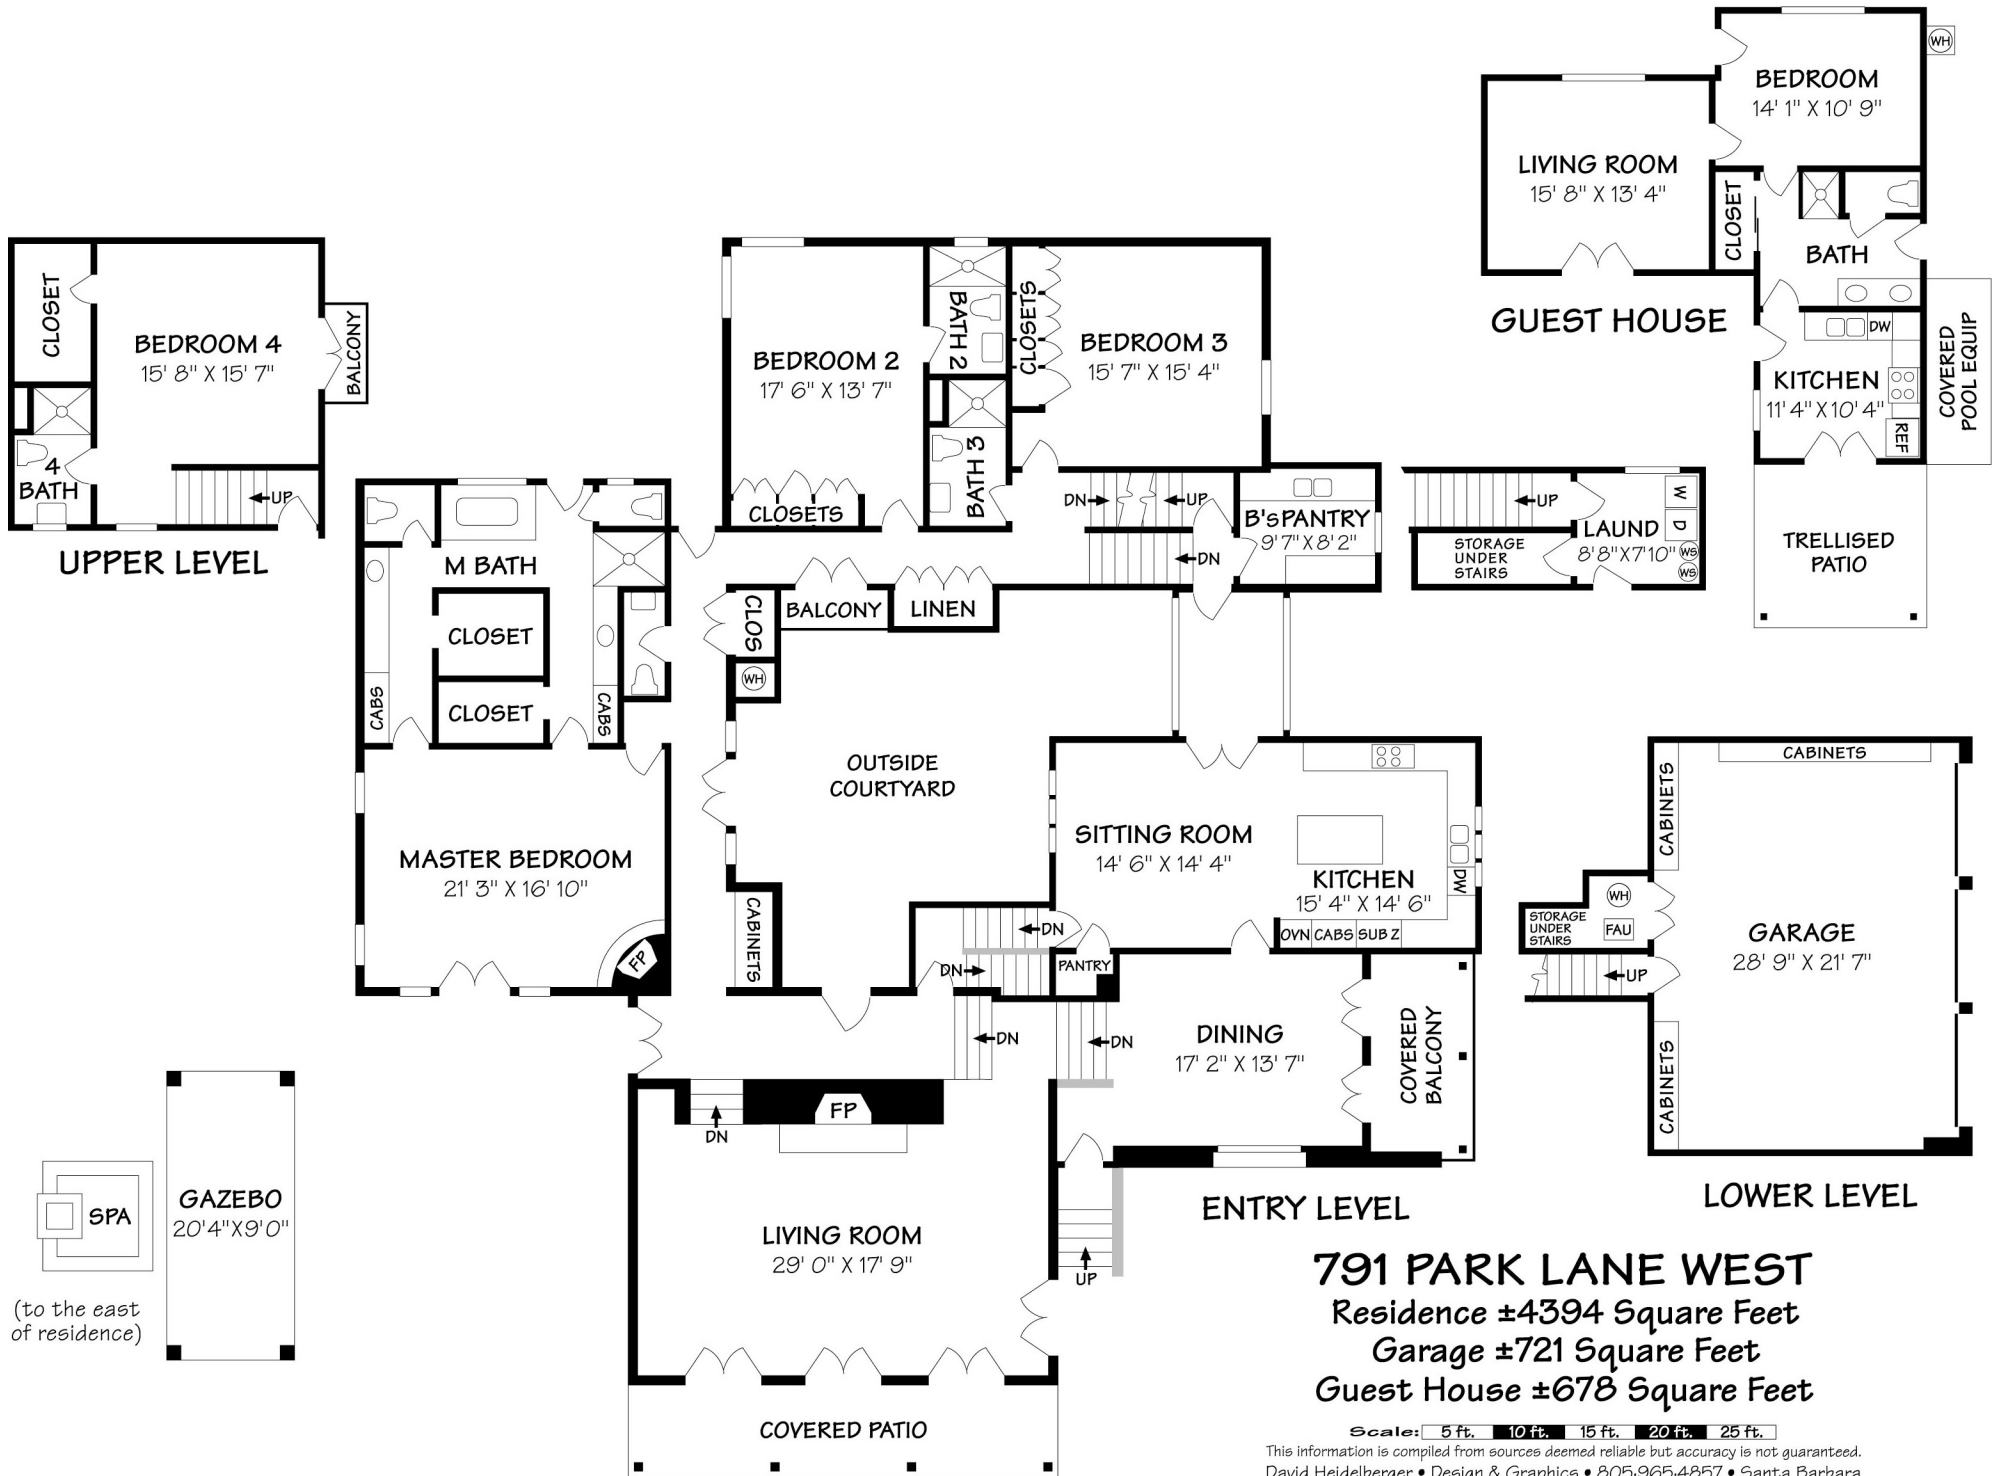 CLOSET
BEDROOM 4
15' 8" X 15' 7"
BALCONY
4
BATH
UP
UPPER LEVEL
BEDROOM 2
17' 6" X 13' 7"
CLOSETS
BATH 2
BATH 3
CLOSETS
BEDROOM 3
15' 7" X 15' 4"
DN
UP
DN
B's PANTRY
9'7" X 8'2"
M BATH
CLOSET
CLOSET
CABS
CABS
CLOS
WH
BALCONY
LINEN
OUTSIDE
COURTYARD
MASTER BEDROOM
21' 3" X 16' 10"
FP
CABINETS
SITTING ROOM
14' 6" X 14' 4"
KITCHEN
15' 4" X 14' 6"
DW
OVN
CABS
SUB Z
DN
DN
PANTRY
DN
DN
DINING
17' 2" X 13' 7"
COVERED
BALCONY
FP
DN
LIVING ROOM
29' 0" X 17' 9"
UP
COVERED PATIO
ENTRY LEVEL
SPA
(to the east
of residence)
GAZEBO
20'4"X9'0"
BEDROOM
14' 1" X 10' 9"
WH
LIVING ROOM
15' 8" X 13' 4"
CLOSET
BATH
GUEST HOUSE
DW
KITCHEN
11' 4" X 10' 4"
REF
COVERED
POOL EQUIP
TRELLISED
PATIO
UP
STORAGE
UNDER
STAIRS
LAUND
8'8"X7'10"
W
D
WS
WS
CABINETS
CABINETS
WH
FAU
STORAGE
UNDER
STAIRS
UP
GARAGE
28' 9" X 21' 7"
CABINETS
LOWER LEVEL
791 PARK LANE WEST
Residence ±4394 Square Feet
Garage ±721 Square Feet
Guest House ±678 Square Feet
Scale: 5 ft. 10 ft. 15 ft. 20 ft. 25 ft.
This information is compiled from sources deemed reliable but accuracy is not guaranteed.
David Heidelberger • Design & Graphics • 805•965•4857 • Santa Barbara